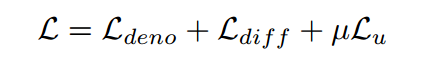 ℒ = ℒ_{deno} + ℒ_{diff} + μℒ_u